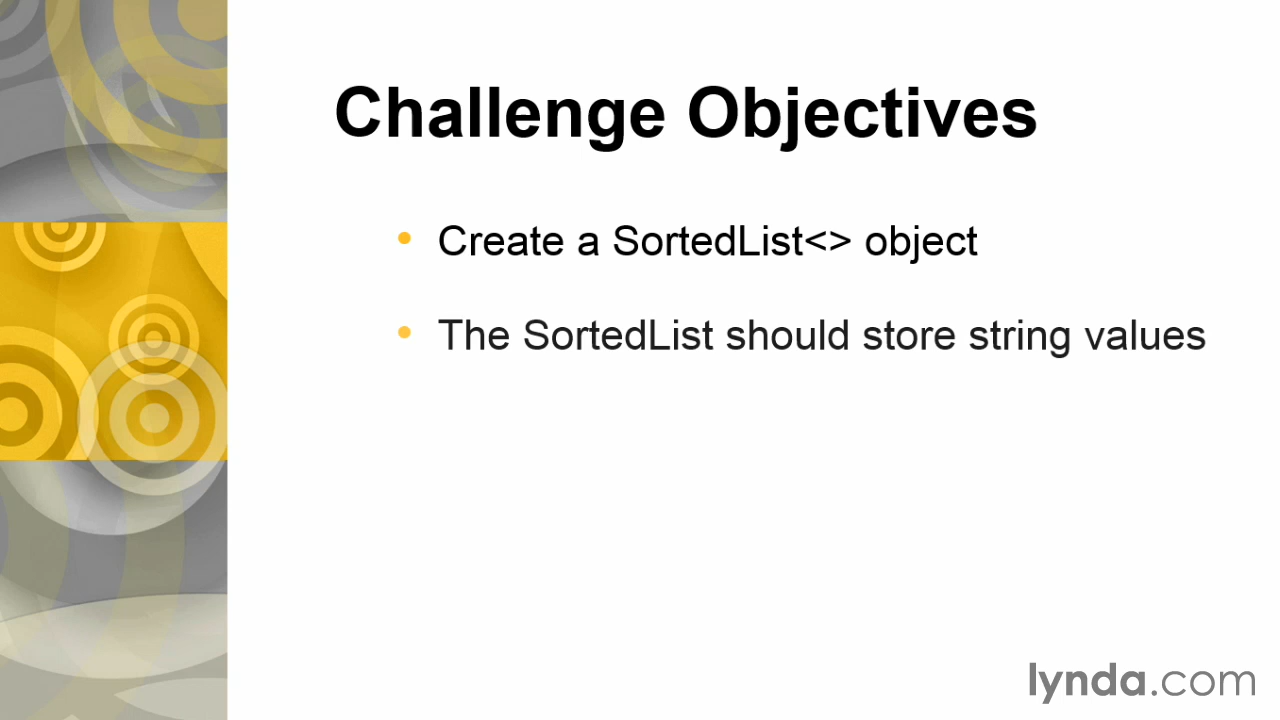 Challenge Objectives
• Create a SortedList<> object
• The SortedList should store string values
lynda.com